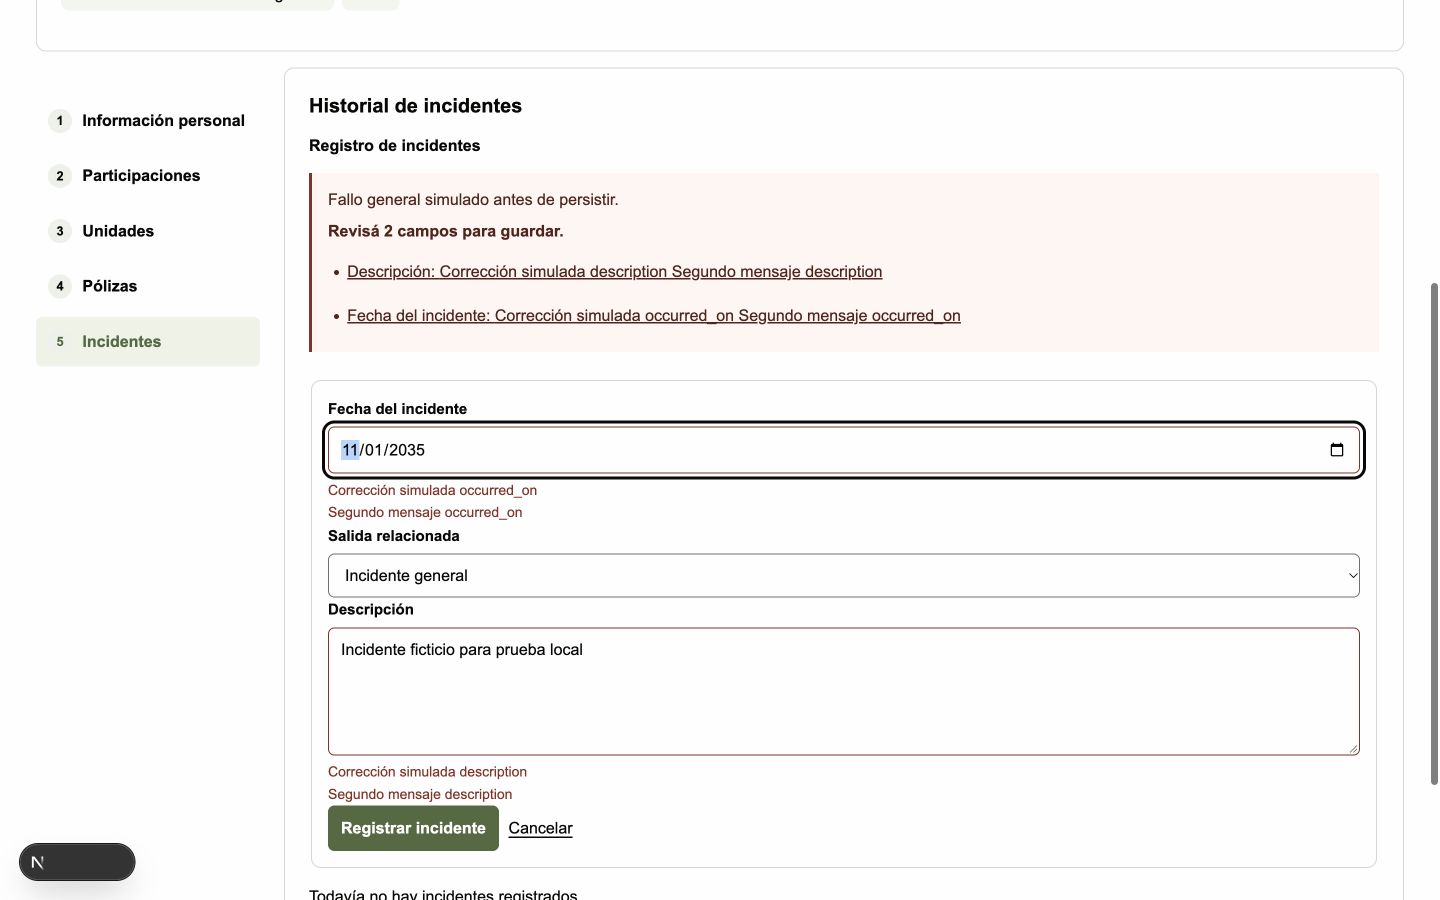 1 Información personal
2 Participaciones
3 Unidades
4 Pólizas
5 Incidentes
Historial de incidentes
Registro de incidentes
Fallo general simulado antes de persistir.
Revisá 2 campos para guardar.
• Descripción: Corrección simulada description Segundo mensaje description
• Fecha del incidente: Corrección simulada occurred_on Segundo mensaje occurred_on
Fecha del incidente
11/01/2035
Corrección simulada occurred_on
Segundo mensaje occurred_on
Salida relacionada
Incidente general
Descripción
Incidente ficticio para prueba local
Corrección simulada description
Segundo mensaje description
Registrar incidente Cancelar
N
Todavía no hay incidentes registrados